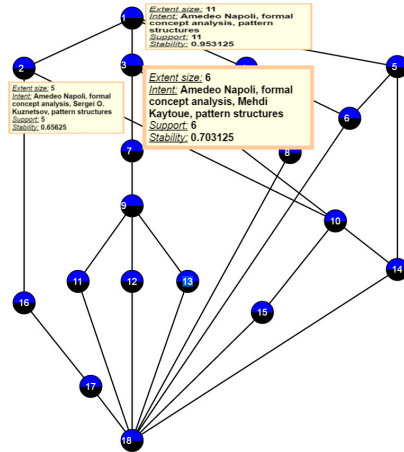 1
Extent size: 11
Intent: Amedeo Napoli, formal
concept analysis, pattern
structures
Support:
11
Stability: 0.953125
2
3
5
Extent size: 5
Intent: Amedeo Napoli, formal
concept analysis, Sergei O.
Kuznetsov, pattern structures
Support: 5
Stability: 0.65625
Extent size: 6
Intent: Amedeo Napoli, formal
concept analysis, Mehdi
Kaytoue, pattern structures
Support:
6
Stability: 0.703125
6
7
8
9
10
11
12
13
14
15
16
17
18